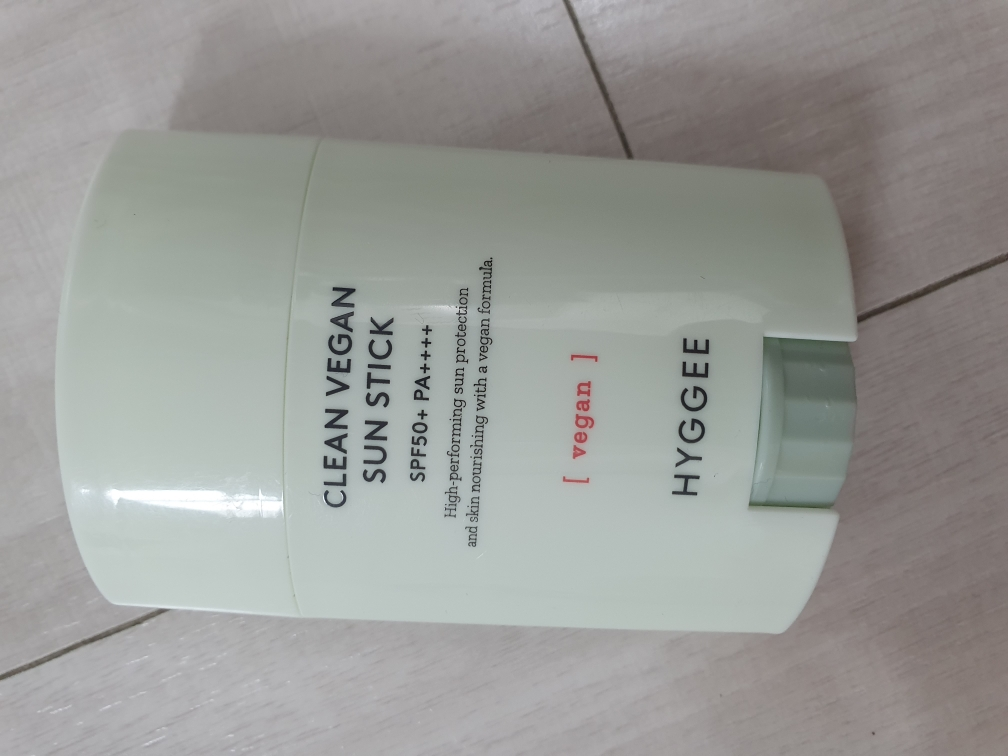 CLEAN VEGAN
SUN STICK
SPF50+ PA++++
High-performing sun protection
and skin nourishing with a vegan formula.
[ vegan ]
HYGGEE